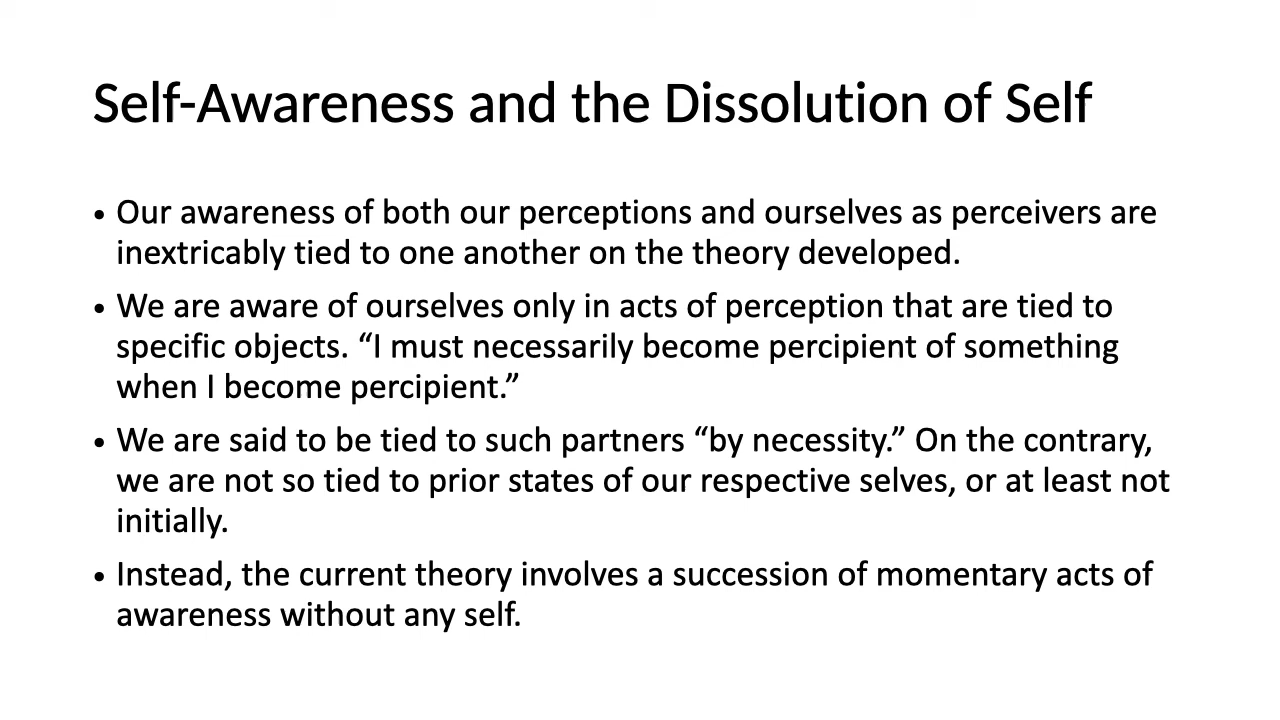 Self-Awareness and the Dissolution of Self
• Our awareness of both our perceptions and ourselves as perceivers are
inextricably tied to one another on the theory developed.
• We are aware of ourselves only in acts of perception that are tied to
specific objects. “I must necessarily become percipient of something
when I become percipient.”
• We are said to be tied to such partners “by necessity.” On the contrary,
we are not so tied to prior states of our respective selves, or at least not
initially.
• Instead, the current theory involves a succession of momentary acts of
awareness without any self.